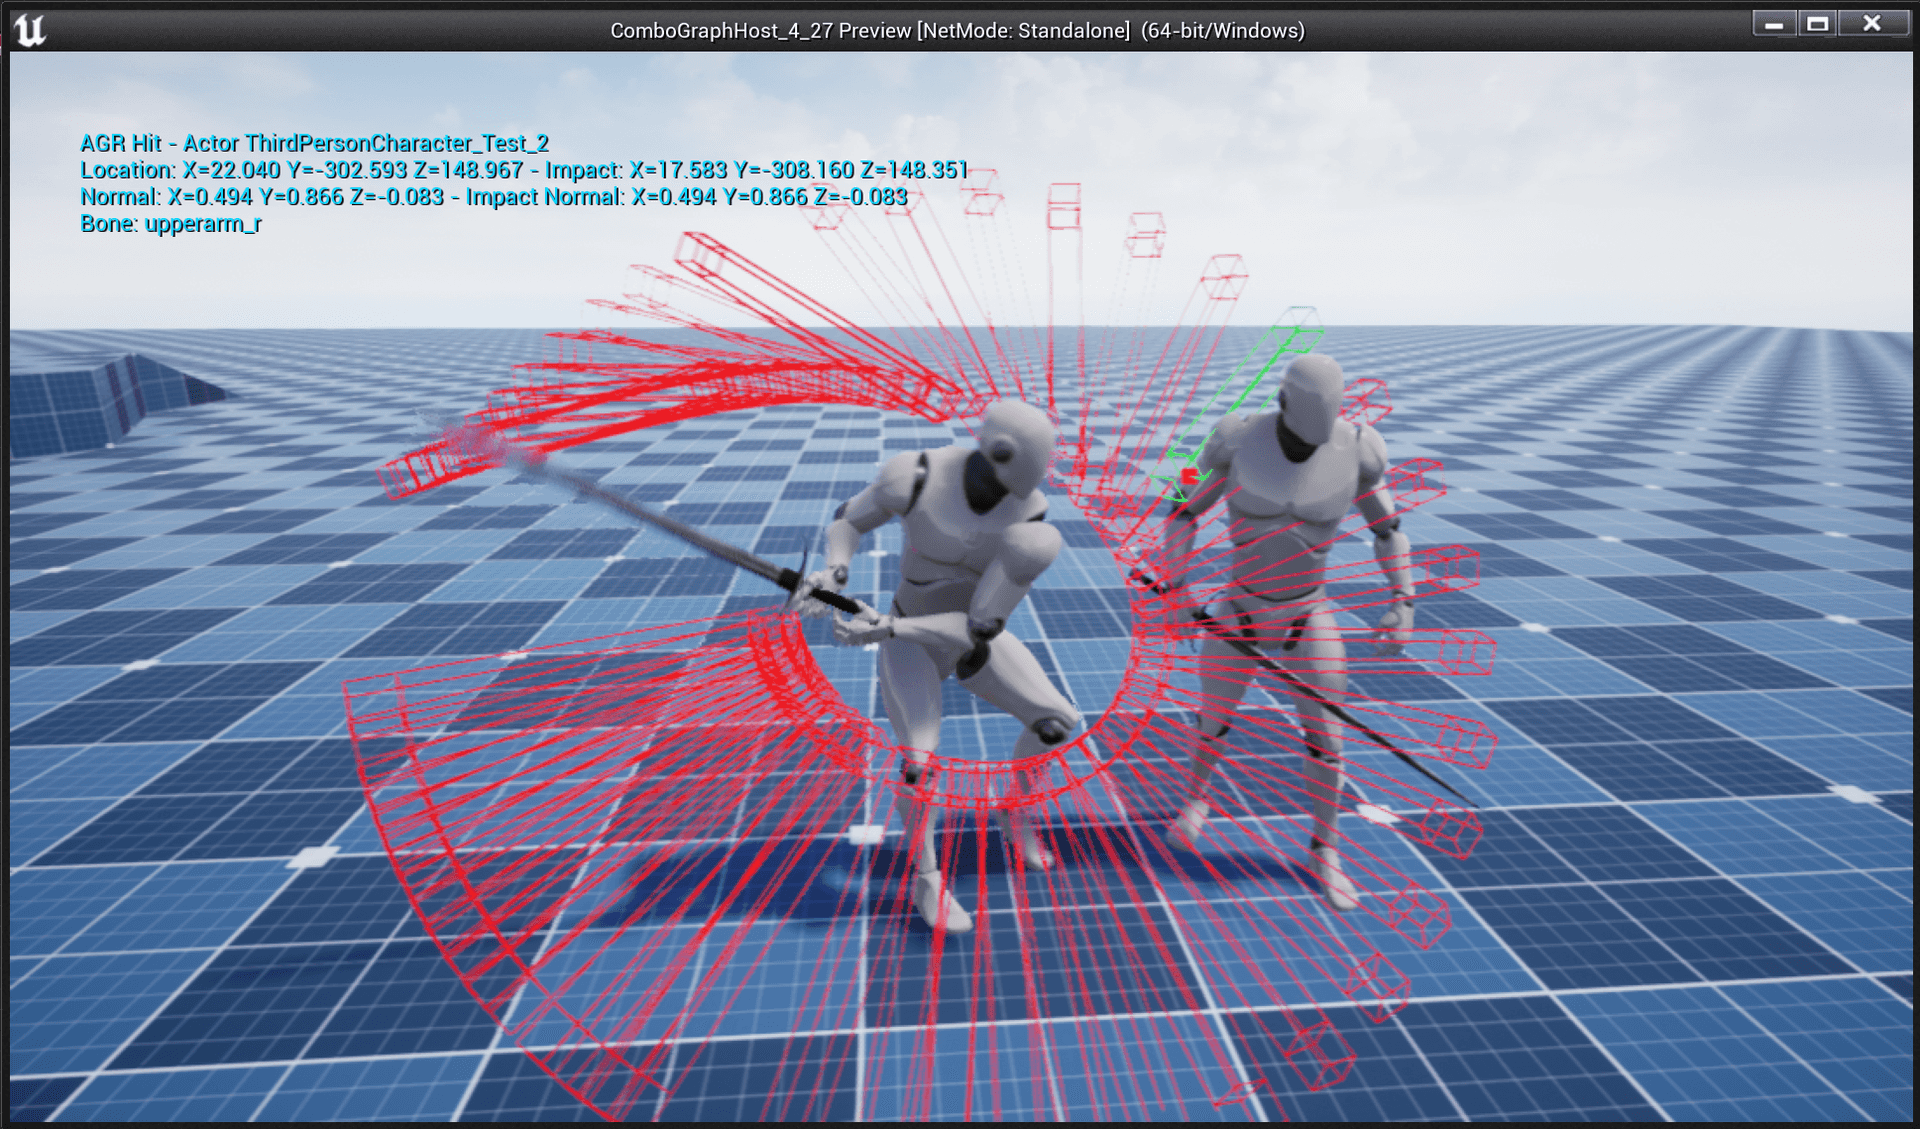 ComboGraphHost_4_27 Preview [NetMode: Standalone] (64-bit/Windows)
AGR Hit - Actor ThirdPersonCharacter_Test_2
Location: X=22.040 Y=-302.593 Z=148.967 - Impact: X=17.583 Y=-308.160 Z=148.351
Normal: X=0.494 Y=0.866 Z=-0.083 - Impact Normal: X=0.494 Y=0.866 Z=-0.083
Bone: upperarm_r